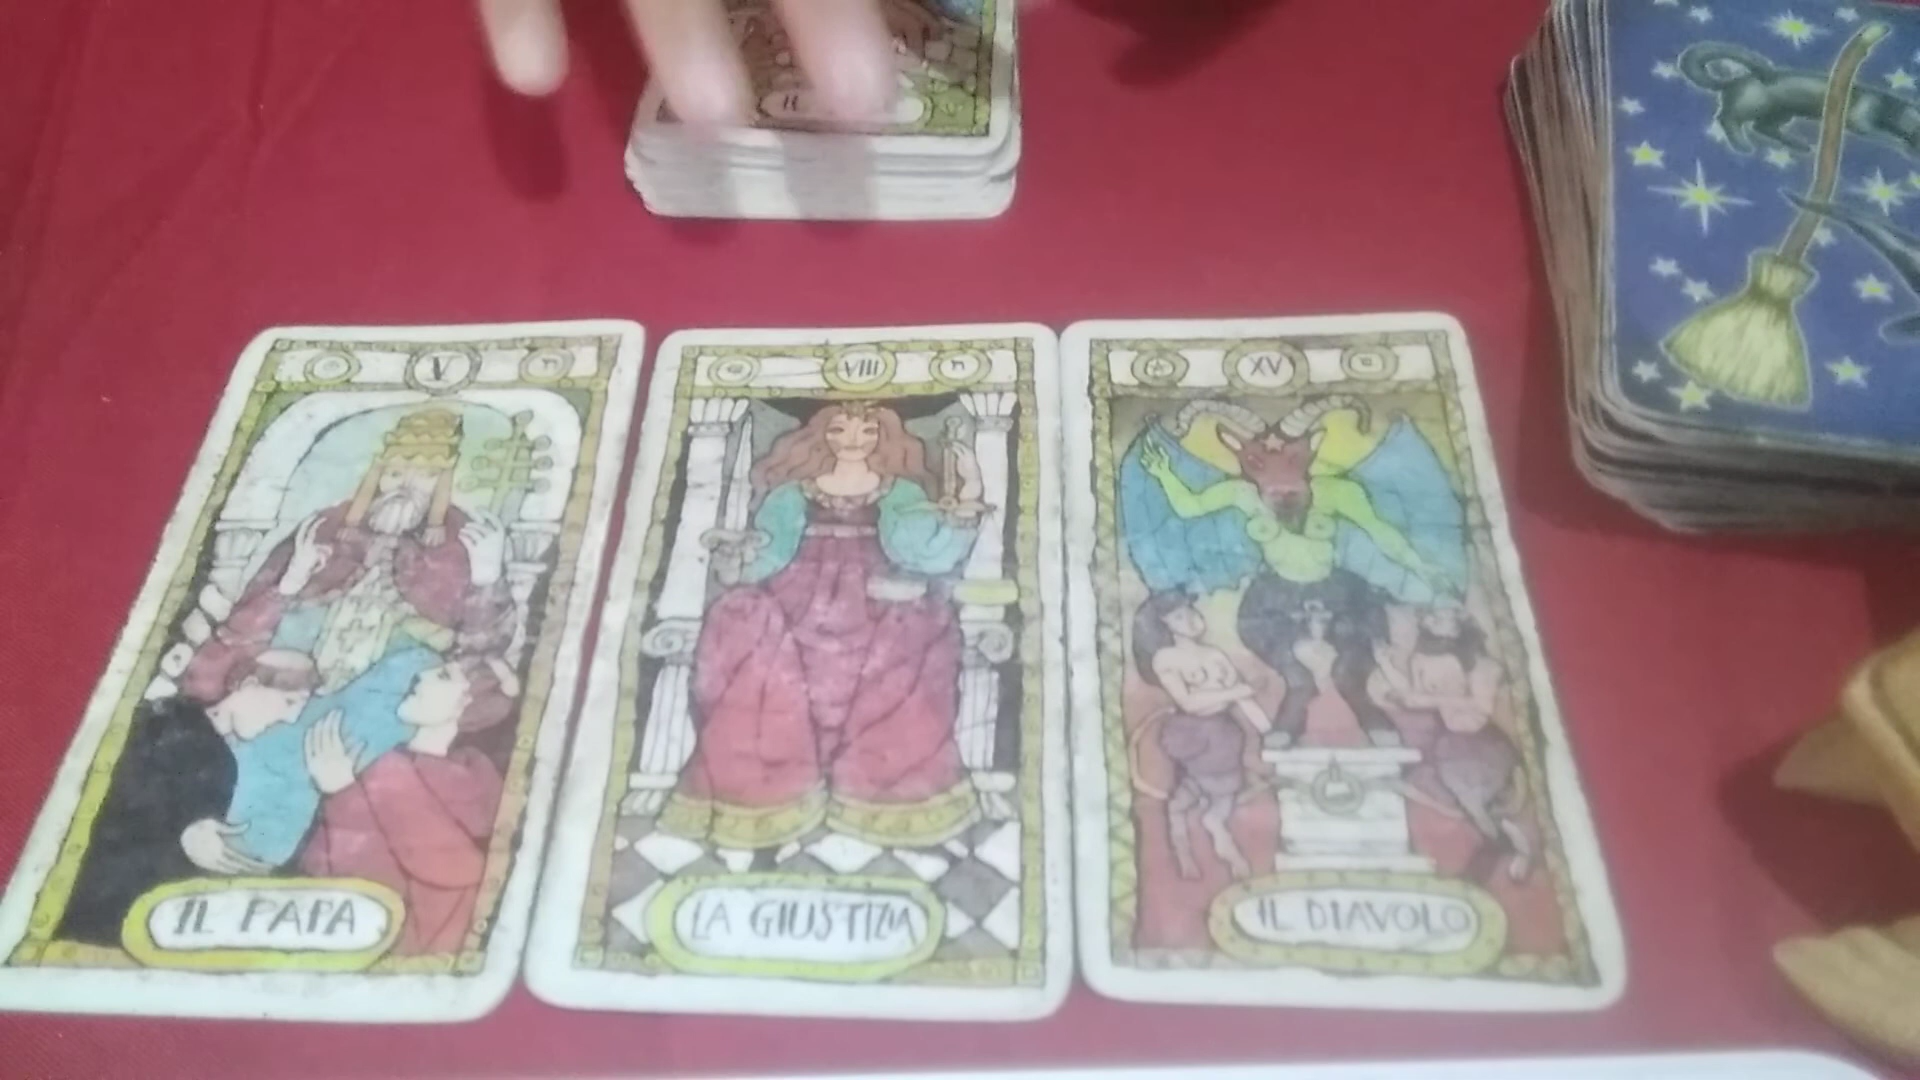 V
VIII
XV
IL PAPA
LA GIUSTIZIA
IL DIAVOLO